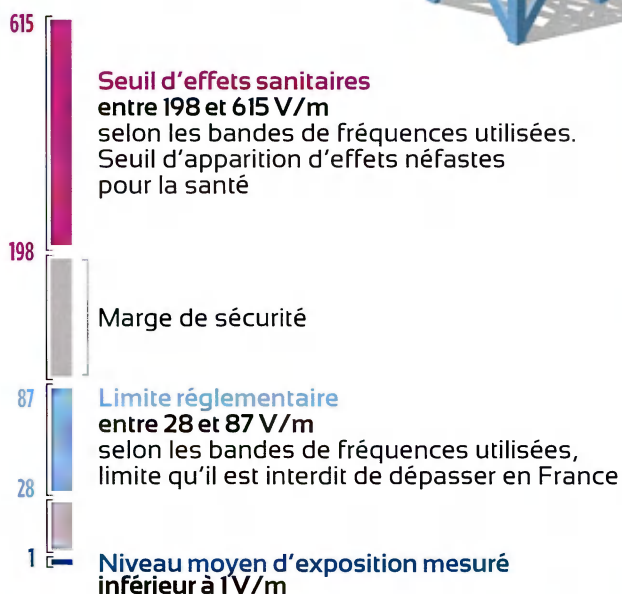 615
Seuil d'effets sanitaires
entre 198 et 615 V/m
selon les bandes de fréquences utilisées.
Seuil d'apparition d'effets néfastes
pour la santé
198
Marge de sécurité
87
Limite réglementaire
entre 28 et 87 V/m
selon les bandes de fréquences utilisées,
limite qu'il est interdit de dépasser en France
28
1
Niveau moyen d'exposition mesuré
inférieur à 1 V/m